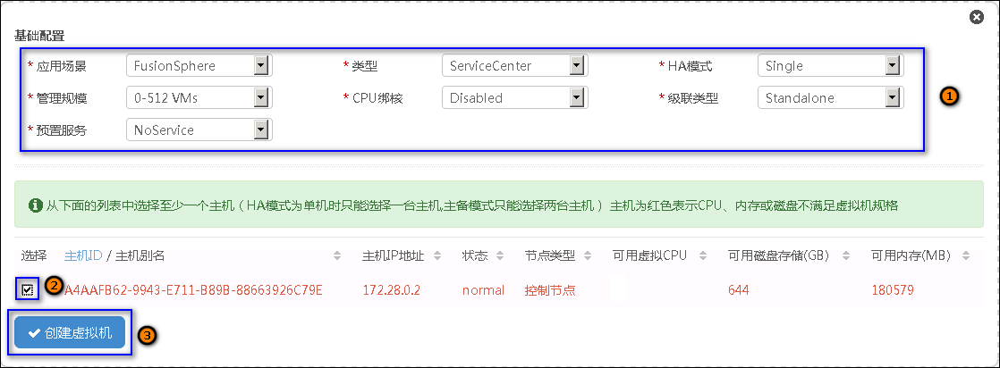 基础配置
* 应用场景 FusionSphere * 类型 ServiceCenter * HA模式 Single
* 管理规模 0-512 VMs * CPU绑核 Disabled * 级联类型 Standalone
* 预置服务 NoService
1
从下面的列表中选择至少一个主机（HA模式为单机时只能选择一台主机,主备模式只能选择两台主机） 主机为红色表示CPU、内存或磁盘不满足虚拟机规格
选择 主机ID / 主机别名 主机IP地址 状态 节点类型 可用虚拟CPU 可用磁盘存储(GB) 可用内存(MB)
2 A4AAFB62-9943-E711-B89B-88663926C79E 172.28.0.2 normal 控制节点 644 180579
创建虚拟机 3